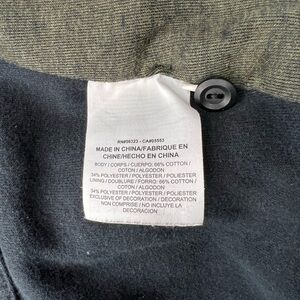 RN#56323 - CA#05553
MADE IN CHINA/FABRIQUE EN
CHINE/HECHO EN CHINA
BODY / CORPS / CUERPO: 66% COTTON /
COTON / ALGODON
34% POLYESTER / POLYESTER / POLIESTER
LINING / DOUBLURE / FORRO: 66% COTTON /
COTON / ALGODON
34% POLYESTER / POLYESTER / POLIESTER
EXCLUSIVE OF DECORATION / DECORATION
NON COMPRISE / NO INCLUYE LA
DECORACION